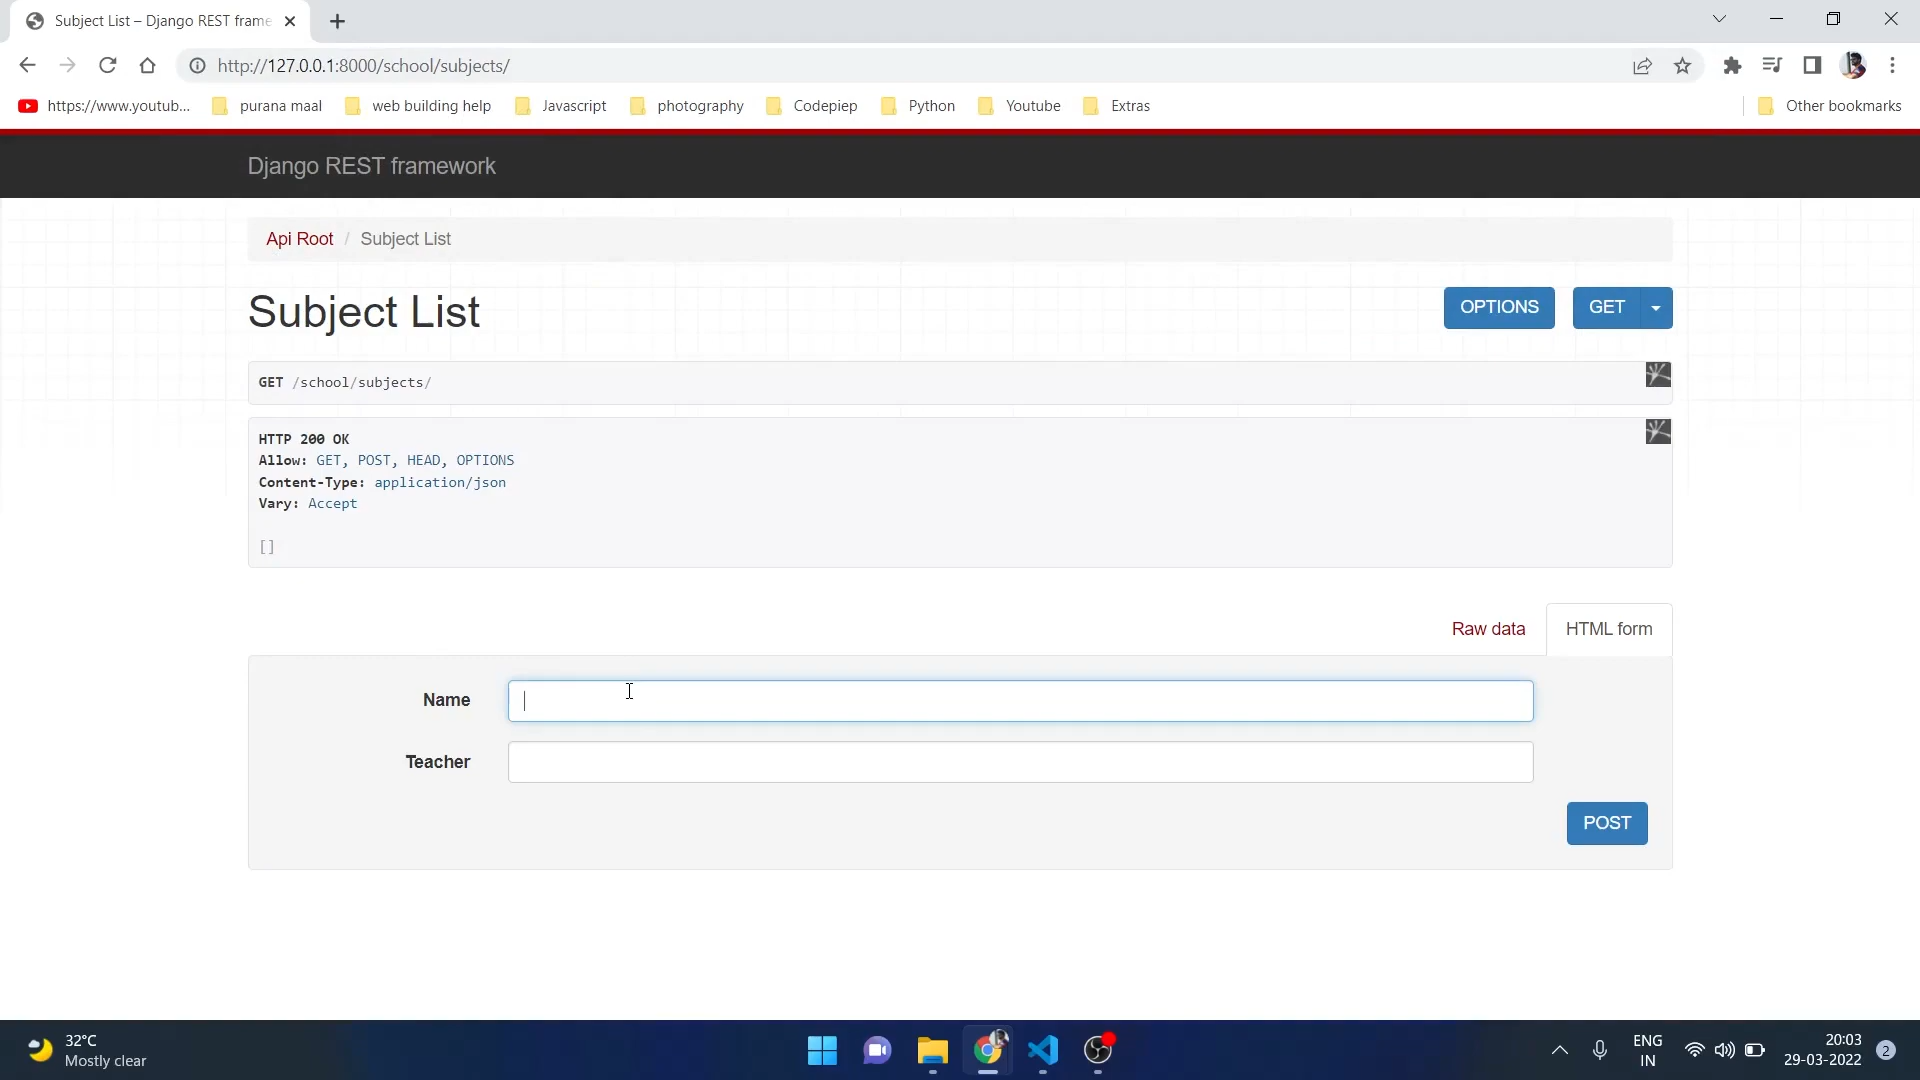 Subject List – Django REST frame
http://127.0.0.1:8000/school/subjects/
https://www.youtub... purana maal web building help Javascript photography Codepiep Python Youtube Extras Other bookmarks
Django REST framework
Api Root / Subject List
Subject List
OPTIONS GET
GET /school/subjects/
HTTP 200 OK
Allow: GET, POST, HEAD, OPTIONS
Content-Type: application/json
Vary: Accept
[]
Raw data HTML form
Name
Teacher
POST
32°C
Mostly clear
ENG
IN
20:03
29-03-2022
2